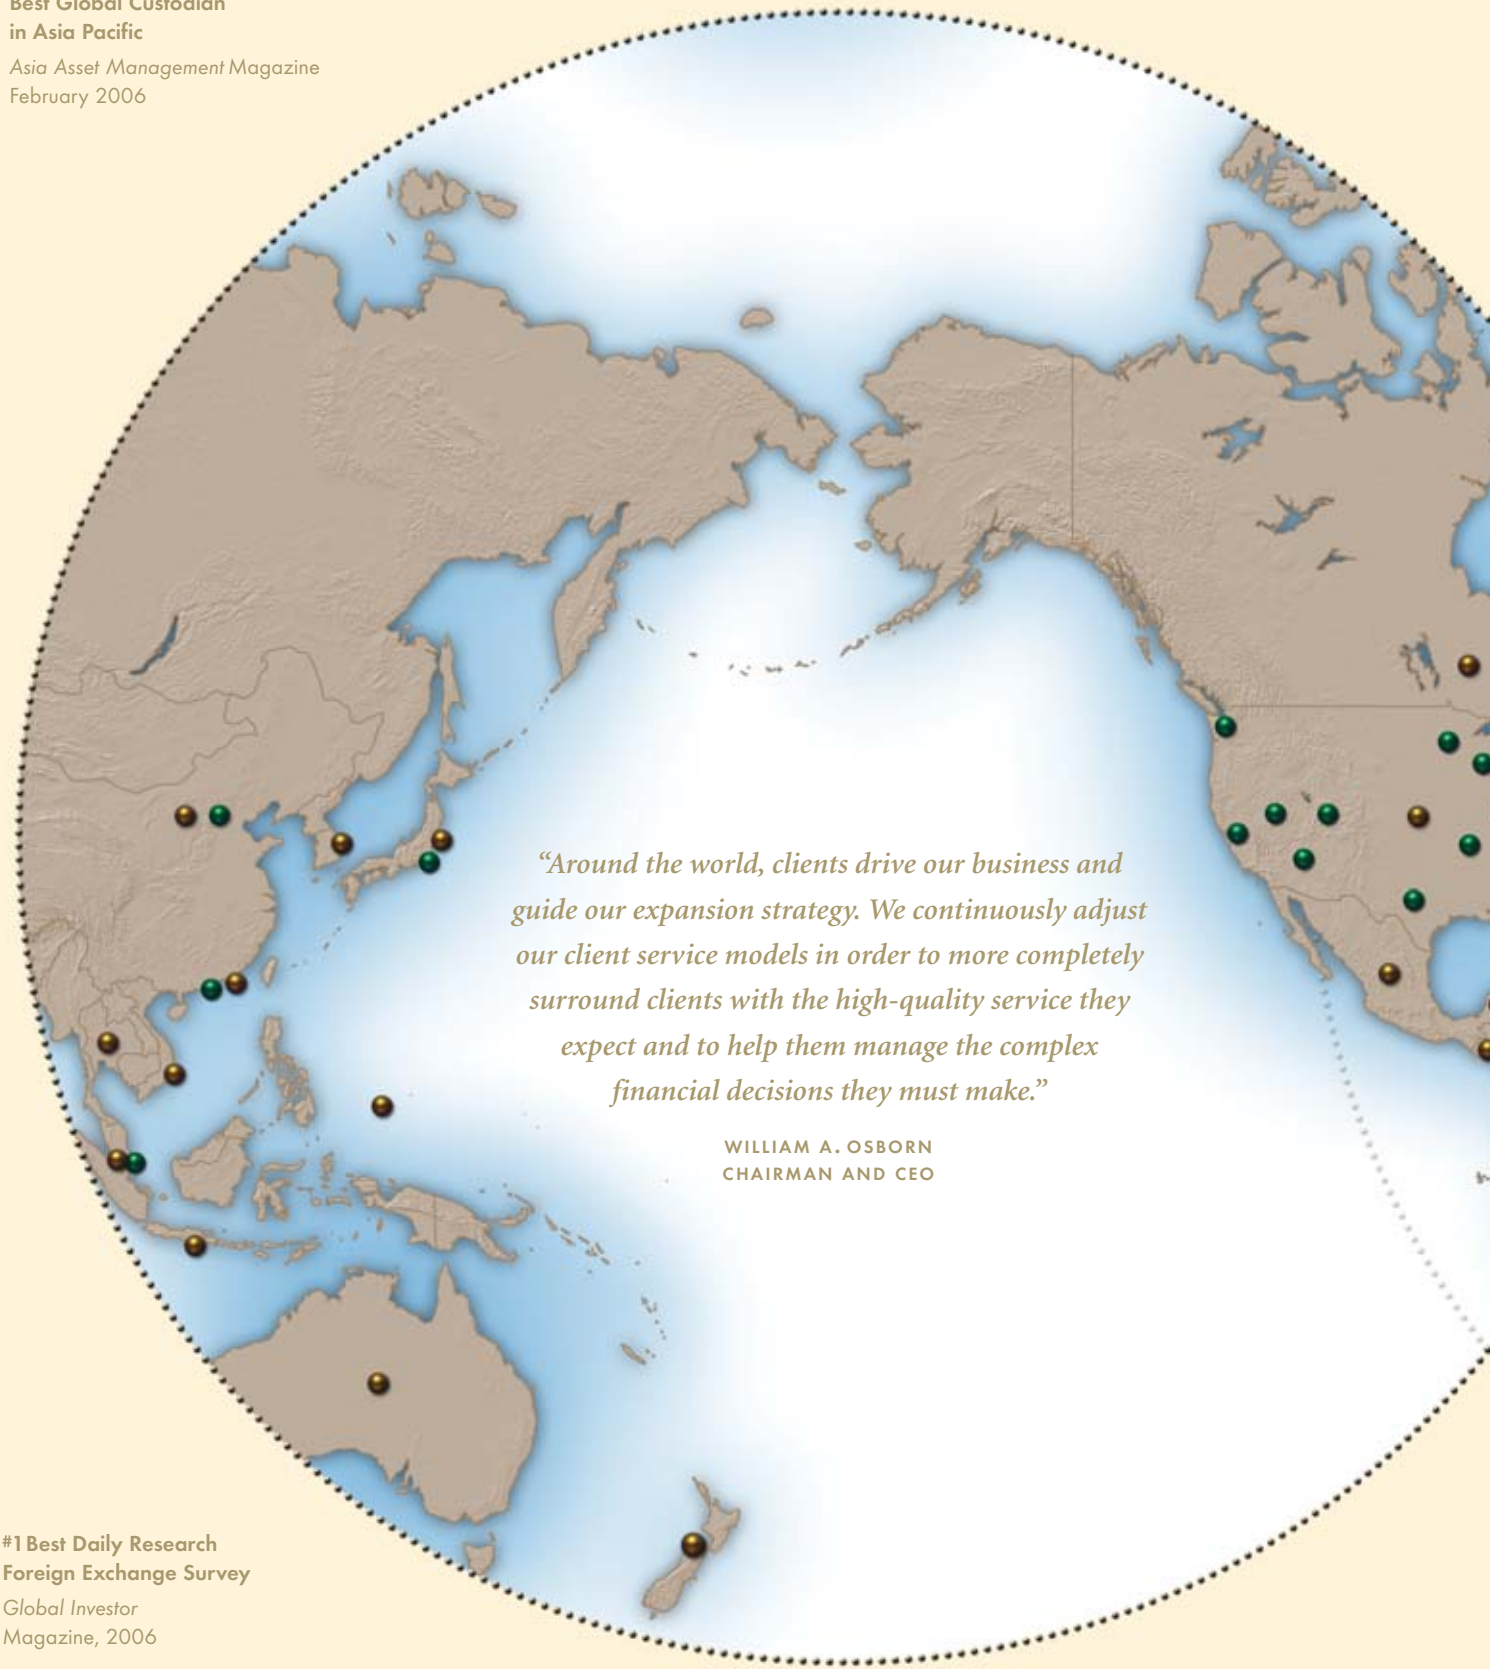 Best Global Custodian
in Asia Pacific
Asia Asset Management Magazine
February 2006
“Around the world, clients drive our business and
guide our expansion strategy. We continuously adjust
our client service models in order to more completely
surround clients with the high-quality service they
expect and to help them manage the complex
financial decisions they must make.”
WILLIAM A. OSBORN
CHAIRMAN AND CEO
#1 Best Daily Research
Foreign Exchange Survey
Global Investor
Magazine, 2006